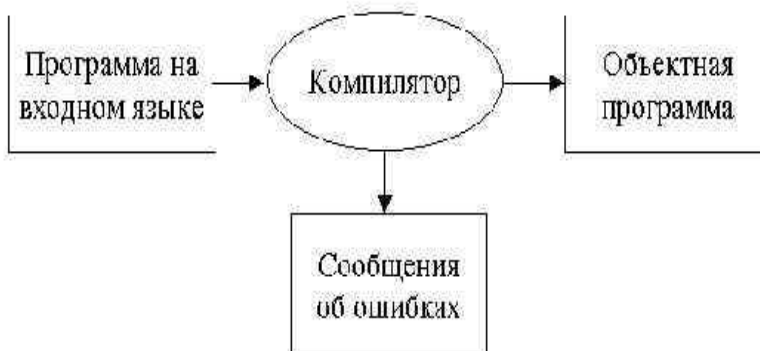 Программа на
входном языке
Компилятор
Объектная
программа
Сообщения
об ошибках